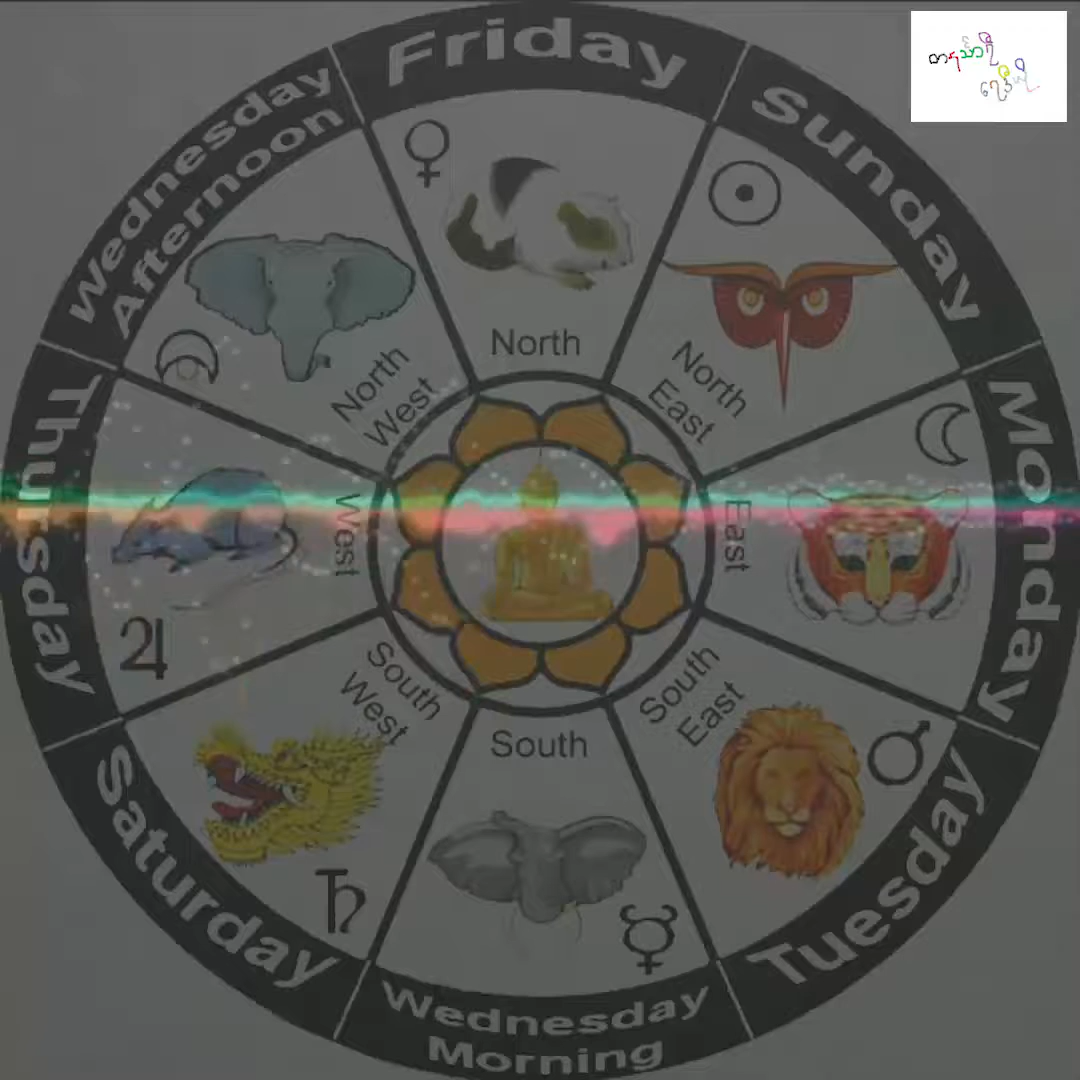 Friday
Sunday
Monday
Tuesday
Wednesday
Morning
Saturday
Thursday
Wednesday
Afternoon
North
North
East
East
South
East
South
South
West
West
North
West